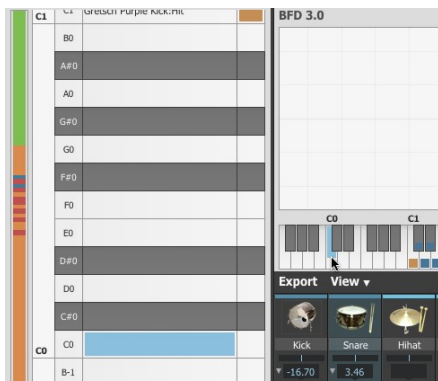 C1 C1 Gretsch Purple Kick:Hit
B0
A#0
A0
G#0
G0
F#0
F0
E0
D#0
D0
C#0
C0 C0
B-1
BFD 3.0
C0 C1
Export View ▾
Kick Snare Hihat
-16.70 3.46